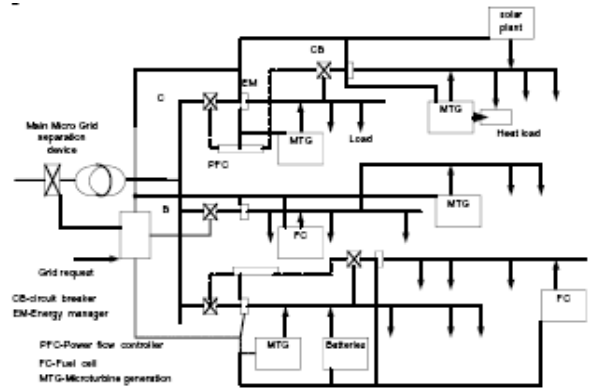 solar
plant
CB
EM
C
MTG
MTG
Load
Heat load
PFC
Main Micro Grid
separation
device
B
MTG
FC
Grid request
CB-circuit breaker
EM-Energy manager
FC
PFC-Power flow controller
MTG
Batteries
FC-Fuel cell
MTG-Microturbine generation